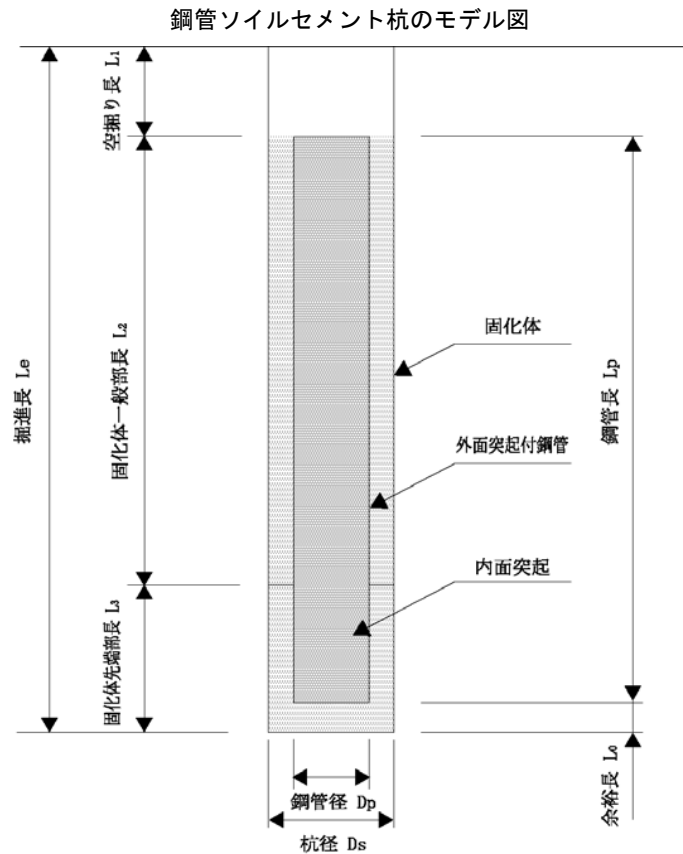 鋼管ソイルセメント杭のモデル図
掘進長 Le
空掘り長 L₁
固化体一般部長 L₂
固化体先端部長 L₃
固化体
外面突起付鋼管
内面突起
鋼管長 Lp
余裕長 L₀
鋼管径 Dp
杭径 Ds